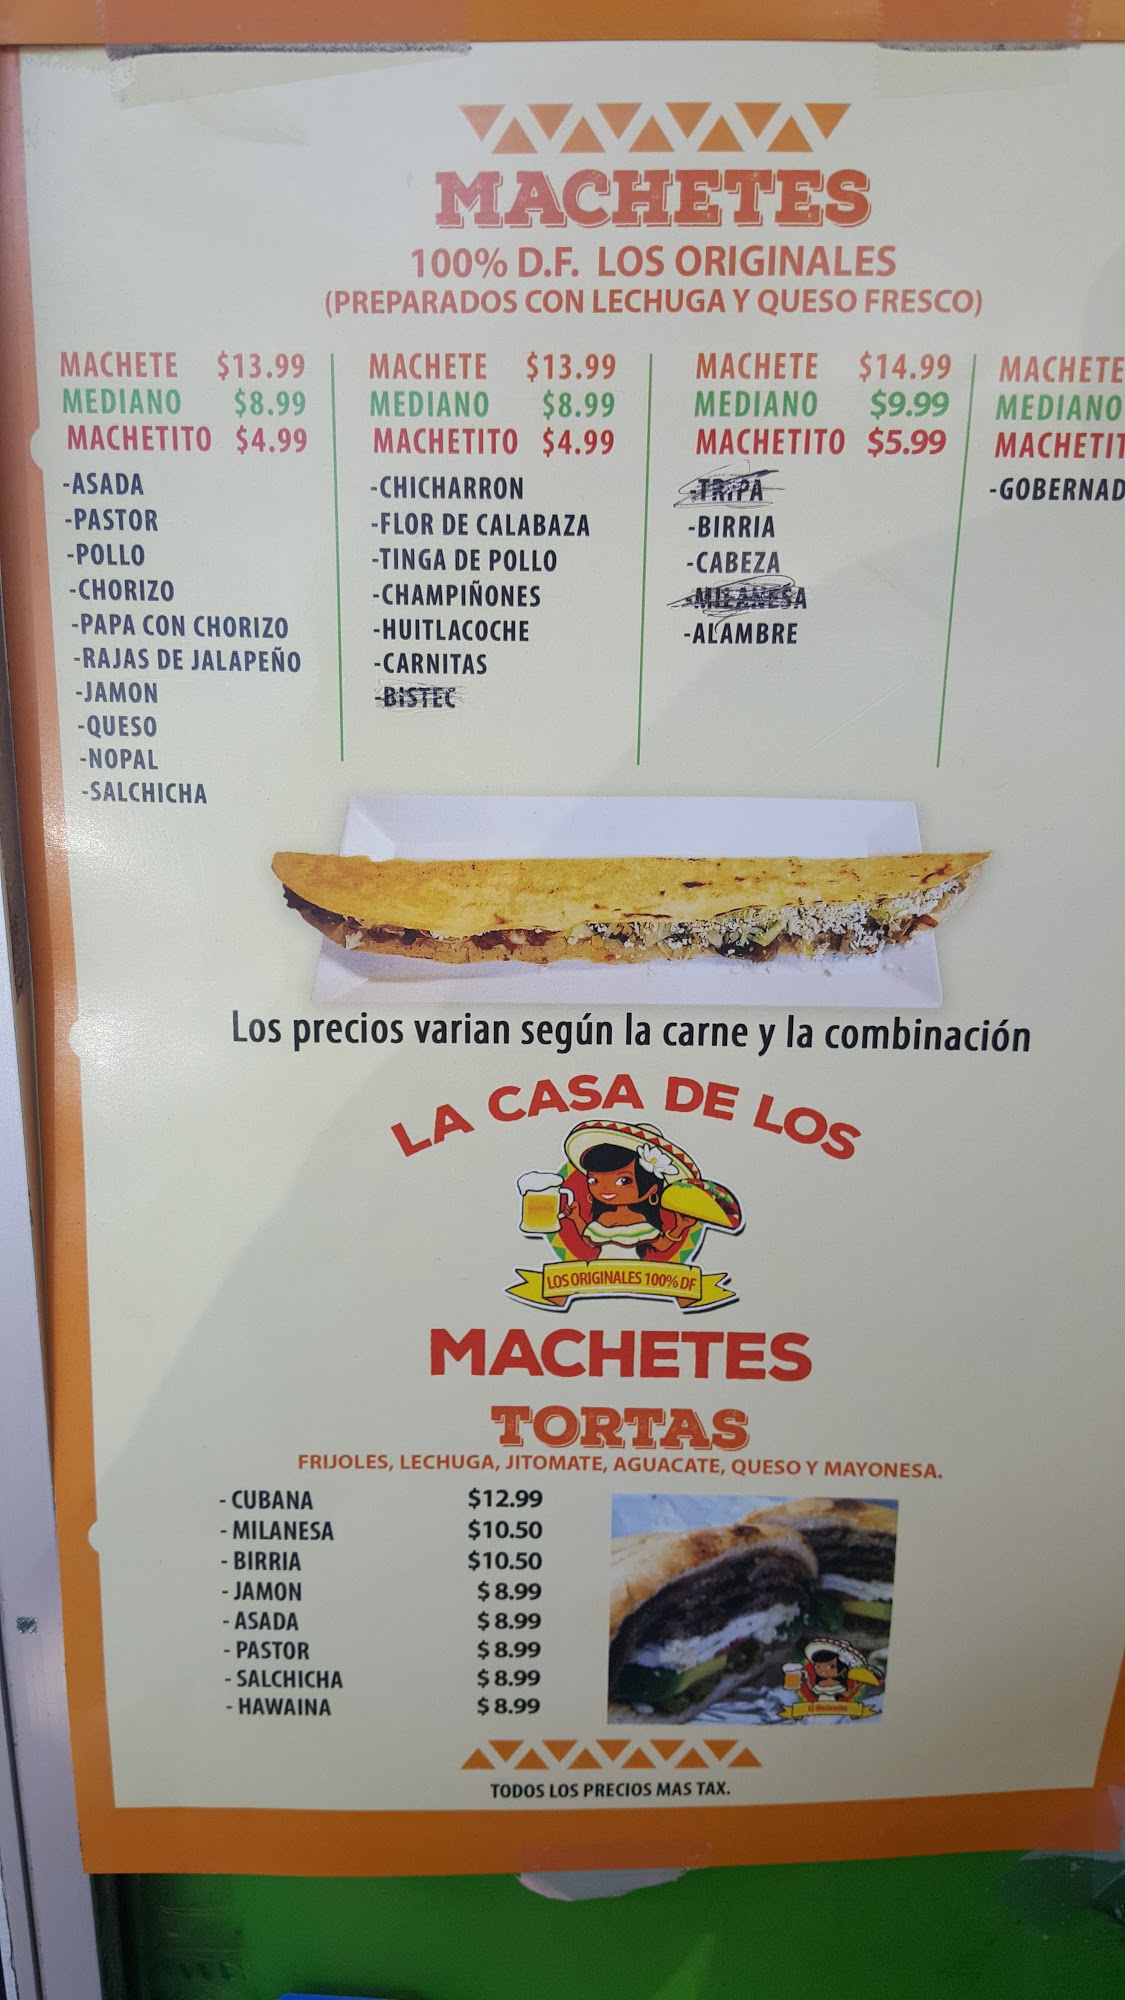 MACHETES
100% D.F. LOS ORIGINALES
(PREPARADOS CON LECHUGA Y QUESO FRESCO)
MACHETE $13.99
MEDIANO $8.99
MACHETITO $4.99
-ASADA
-PASTOR
-POLLO
-CHORIZO
-PAPA CON CHORIZO
-RAJAS DE JALAPEÑO
-JAMON
-QUESO
-NOPAL
-SALCHICHA
MACHETE $13.99
MEDIANO $8.99
MACHETITO $4.99
-CHICHARRON
-FLOR DE CALABAZA
-TINGA DE POLLO
-CHAMPIÑONES
-HUITLACOCHE
-CARNITAS
-BISTEC
MACHETE $14.99
MEDIANO $9.99
MACHETITO $5.99
-TRIPA
-BIRRIA
-CABEZA
-MILANESA
-ALAMBRE
MACHETE
MEDIANO
MACHETIT
-GOBERNAD
Los precios varian según la carne y la combinación
LA CASA DE LOS
LOS ORIGINALES 100% DF
MACHETES
TORTAS
FRIJOLES, LECHUGA, JITOMATE, AGUACATE, QUESO Y MAYONESA.
- CUBANA $12.99
- MILANESA $10.50
- BIRRIA $10.50
- JAMON $ 8.99
- ASADA $ 8.99
- PASTOR $ 8.99
- SALCHICHA $ 8.99
- HAWAINA $ 8.99
TODOS LOS PRECIOS MAS TAX.